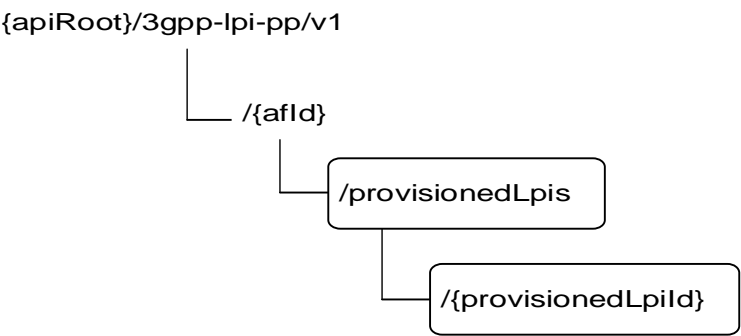 {apiRoot}/3gpp-lpi-pp/v1
/{afId}
/provisionedLpis
/{provisionedLpiId}